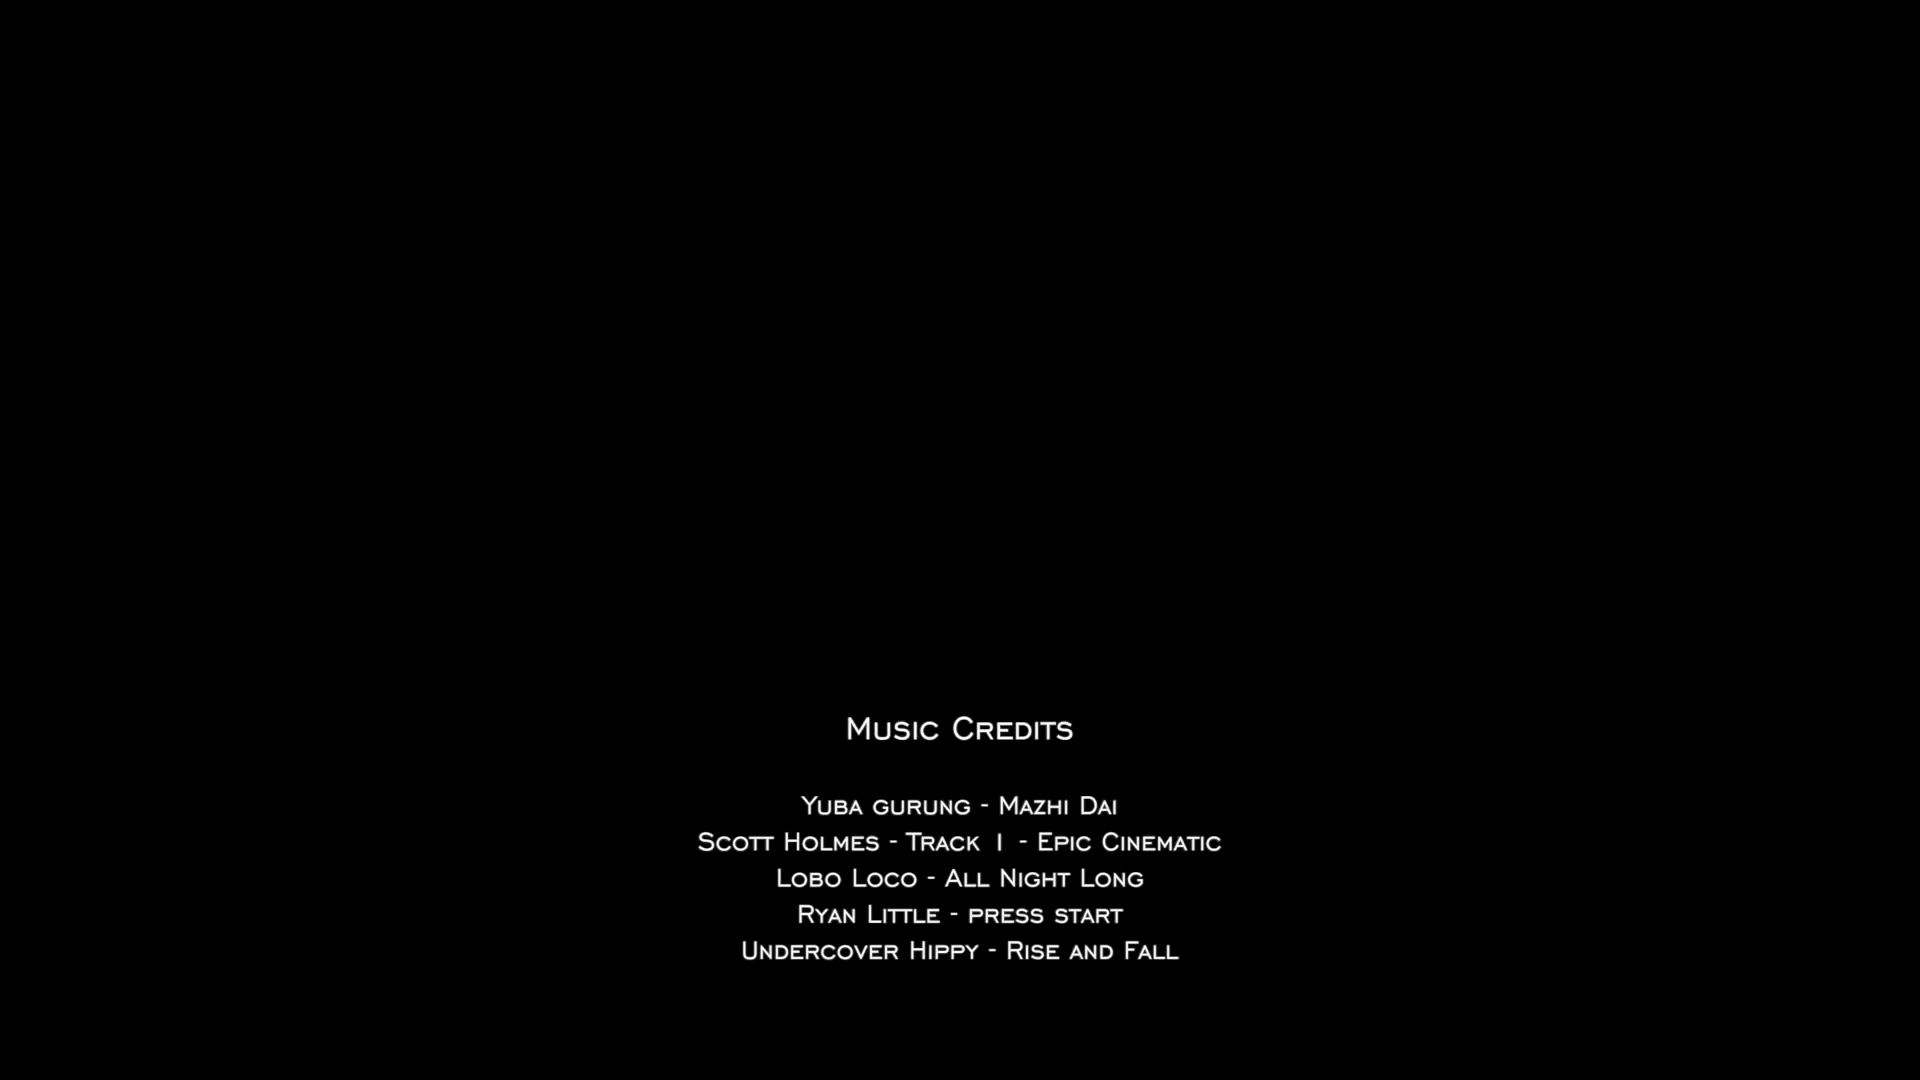 Music Credits
Yuba gurung - Mazhi Dai
Scott Holmes - Track 1 - Epic Cinematic
Lobo Loco - All Night Long
Ryan Little - press start
Undercover Hippy - Rise and Fall